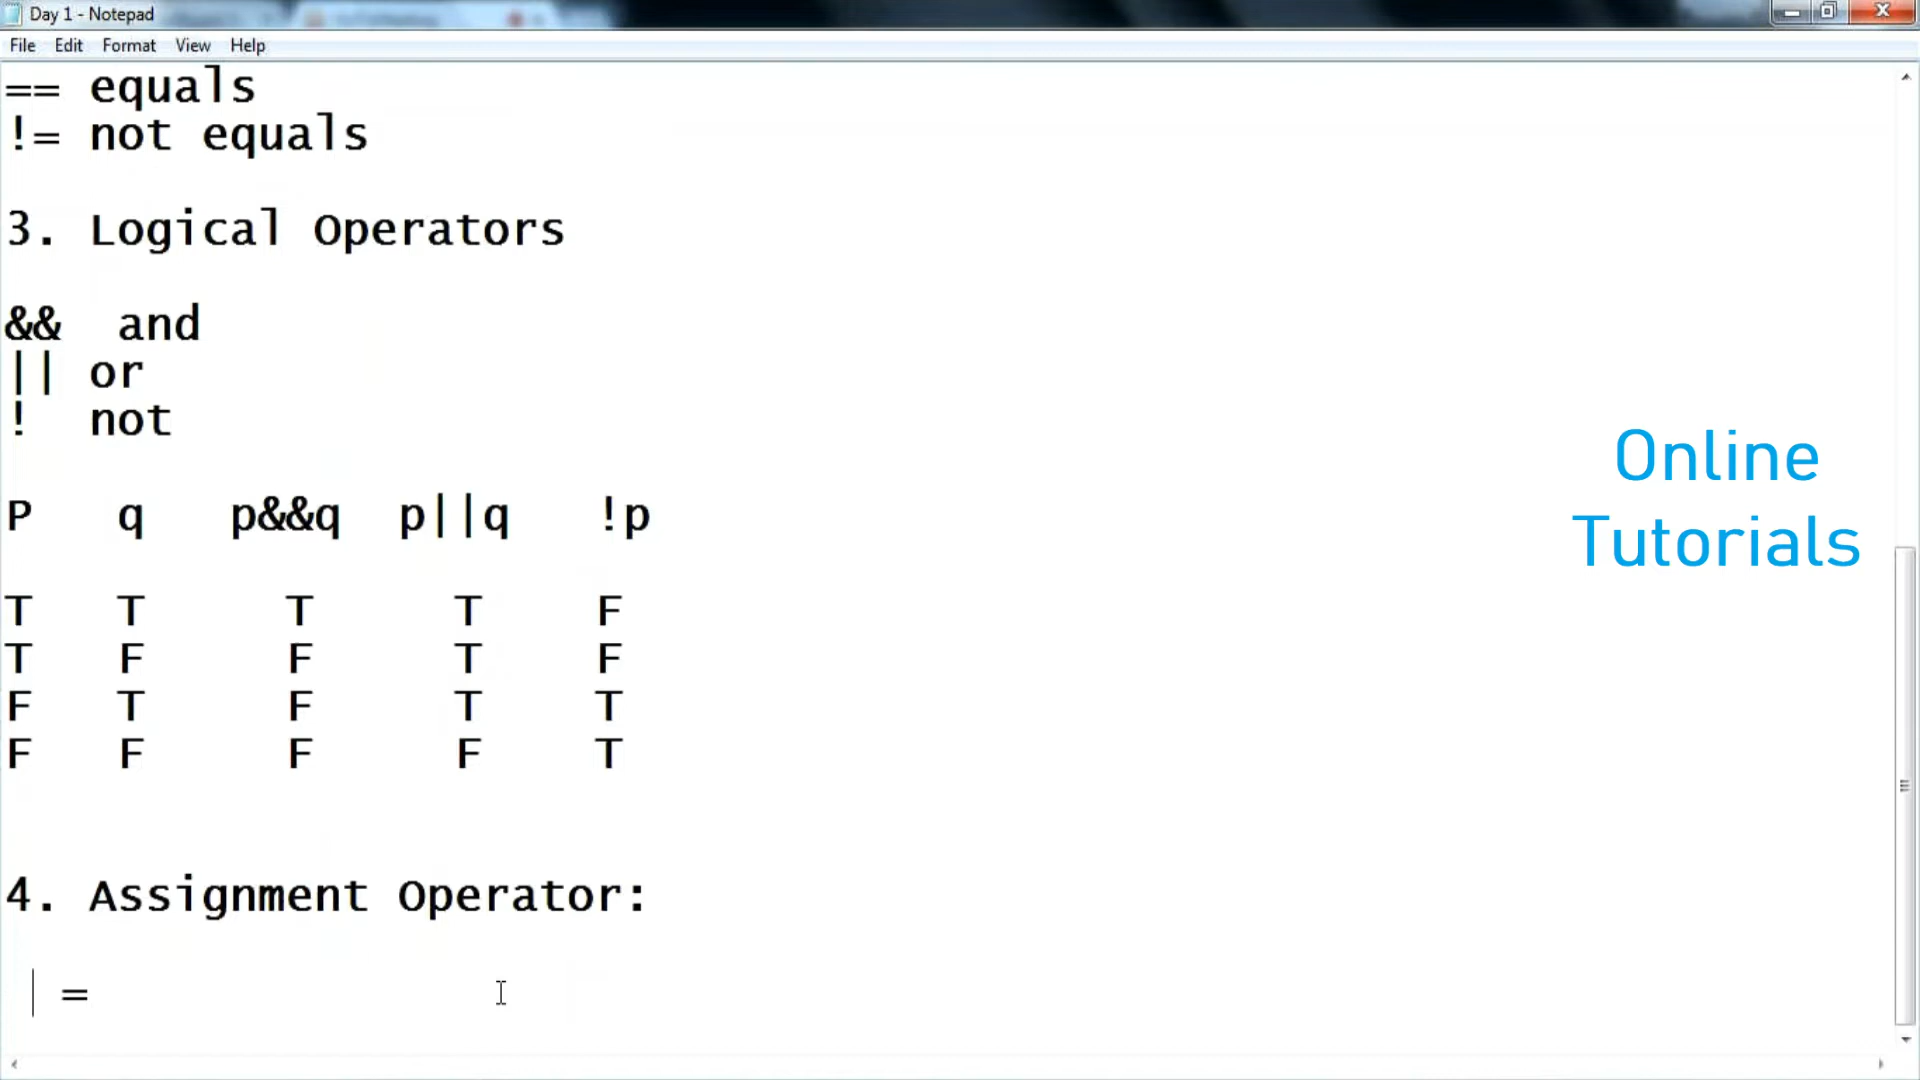 Day 1 - Notepad
File Edit Format View Help
== equals
!= not equals
3. Logical Operators
&& and
|| or
! not
P q p&&q p||q !p
T T T T F
T F F T F
F T F T T
F F F F T
4. Assignment Operator:
=
Online
Tutorials